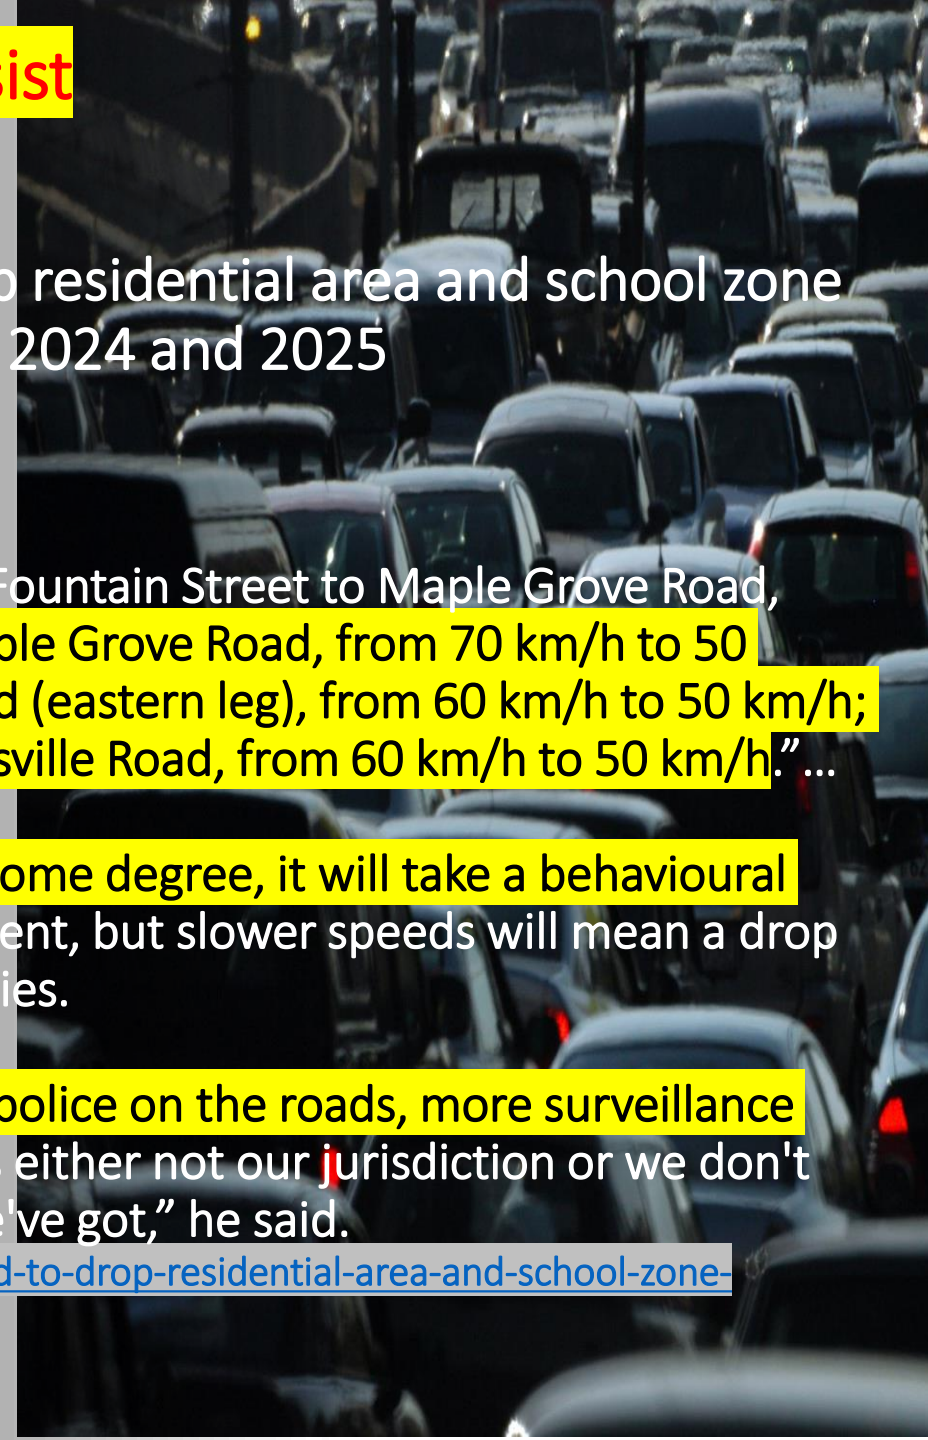 sist
p residential area and school zone
2024 and 2025
Fountain Street to Maple Grove Road,
ple Grove Road, from 70 km/h to 50
d (eastern leg), from 60 km/h to 50 km/h;
sville Road, from 60 km/h to 50 km/h.”…
ome degree, it will take a behavioural
ent, but slower speeds will mean a drop
ies.
police on the roads, more surveillance
s either not our jurisdiction or we don't
e've got,” he said.
d-to-drop-residential-area-and-school-zone-